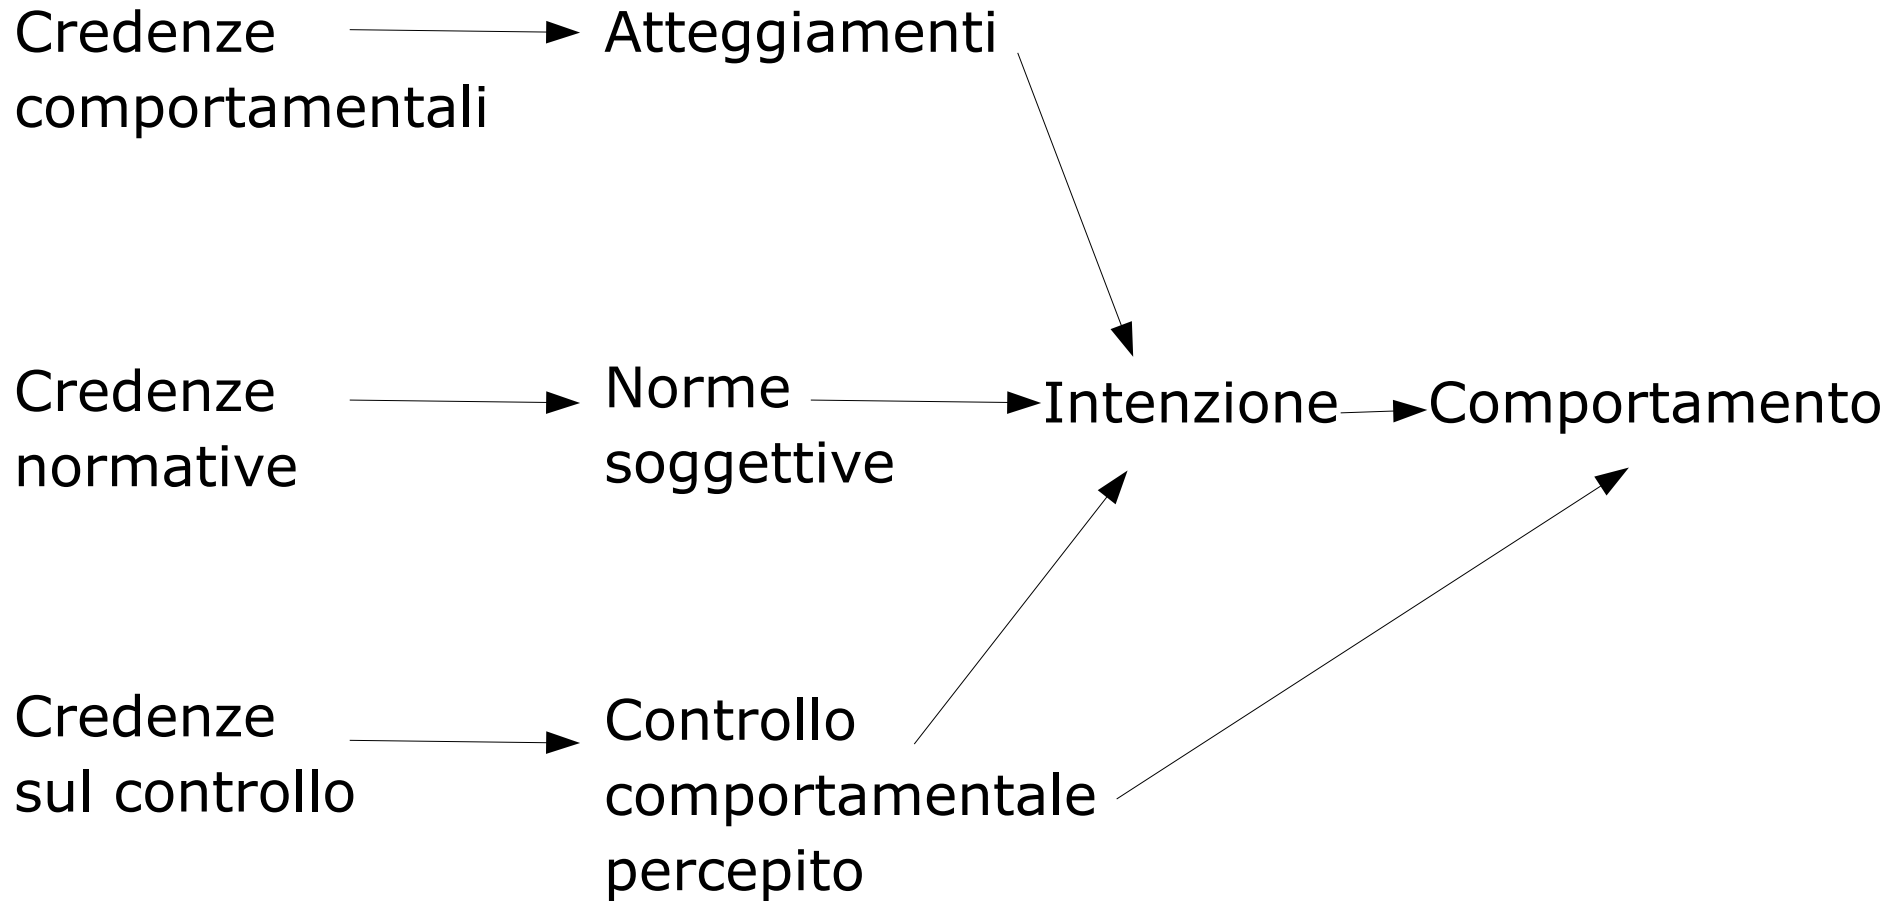 Credenze
comportamentali
Atteggiamenti
Credenze
normative
Norme
soggettive
Intenzione
Comportamento
Credenze
sul controllo
Controllo
comportamentale
percepito